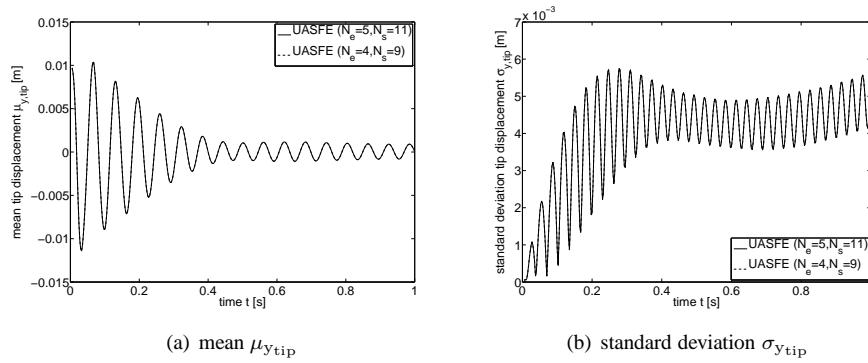 0.015
0.01
0.005
0
−0.005
−0.01
−0.015
mean tip displacement μy,tip [m]
0 0.2 0.4 0.6 0.8 1
time t [s]
UASFE (Ne=5,Ns=11)
UASFE (Ne=4,Ns=9)
(a) mean μytip
x 10−3
7
6
5
4
3
2
1
0
standard deviation tip displacement σy,tip [m]
0 0.2 0.4 0.6 0.8
time t [s]
UASFE (Ne=5,Ns=11)
UASFE (Ne=4,Ns=9)
(b) standard deviation σytip